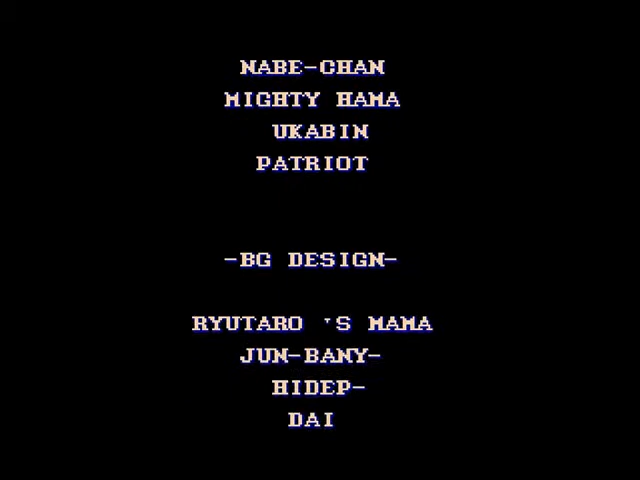 NABE-CHAN
MIGHTY HAMA
UKABIN
PATRIOT
-BG DESIGN-
RYUTARO 'S MAMA
JUN-BANY-
HIDEP-
DAI